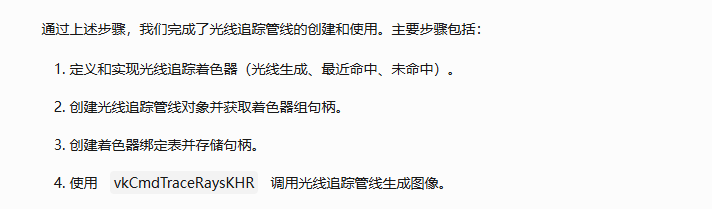 通过上述步骤，我们完成了光线追踪管线的创建和使用。主要步骤包括：
1. 定义和实现光线追踪着色器（光线生成、最近命中、未命中）。
2. 创建光线追踪管线对象并获取着色器组句柄。
3. 创建着色器绑定表并存储句柄。
4. 使用 vkCmdTraceRaysKHR 调用光线追踪管线生成图像。